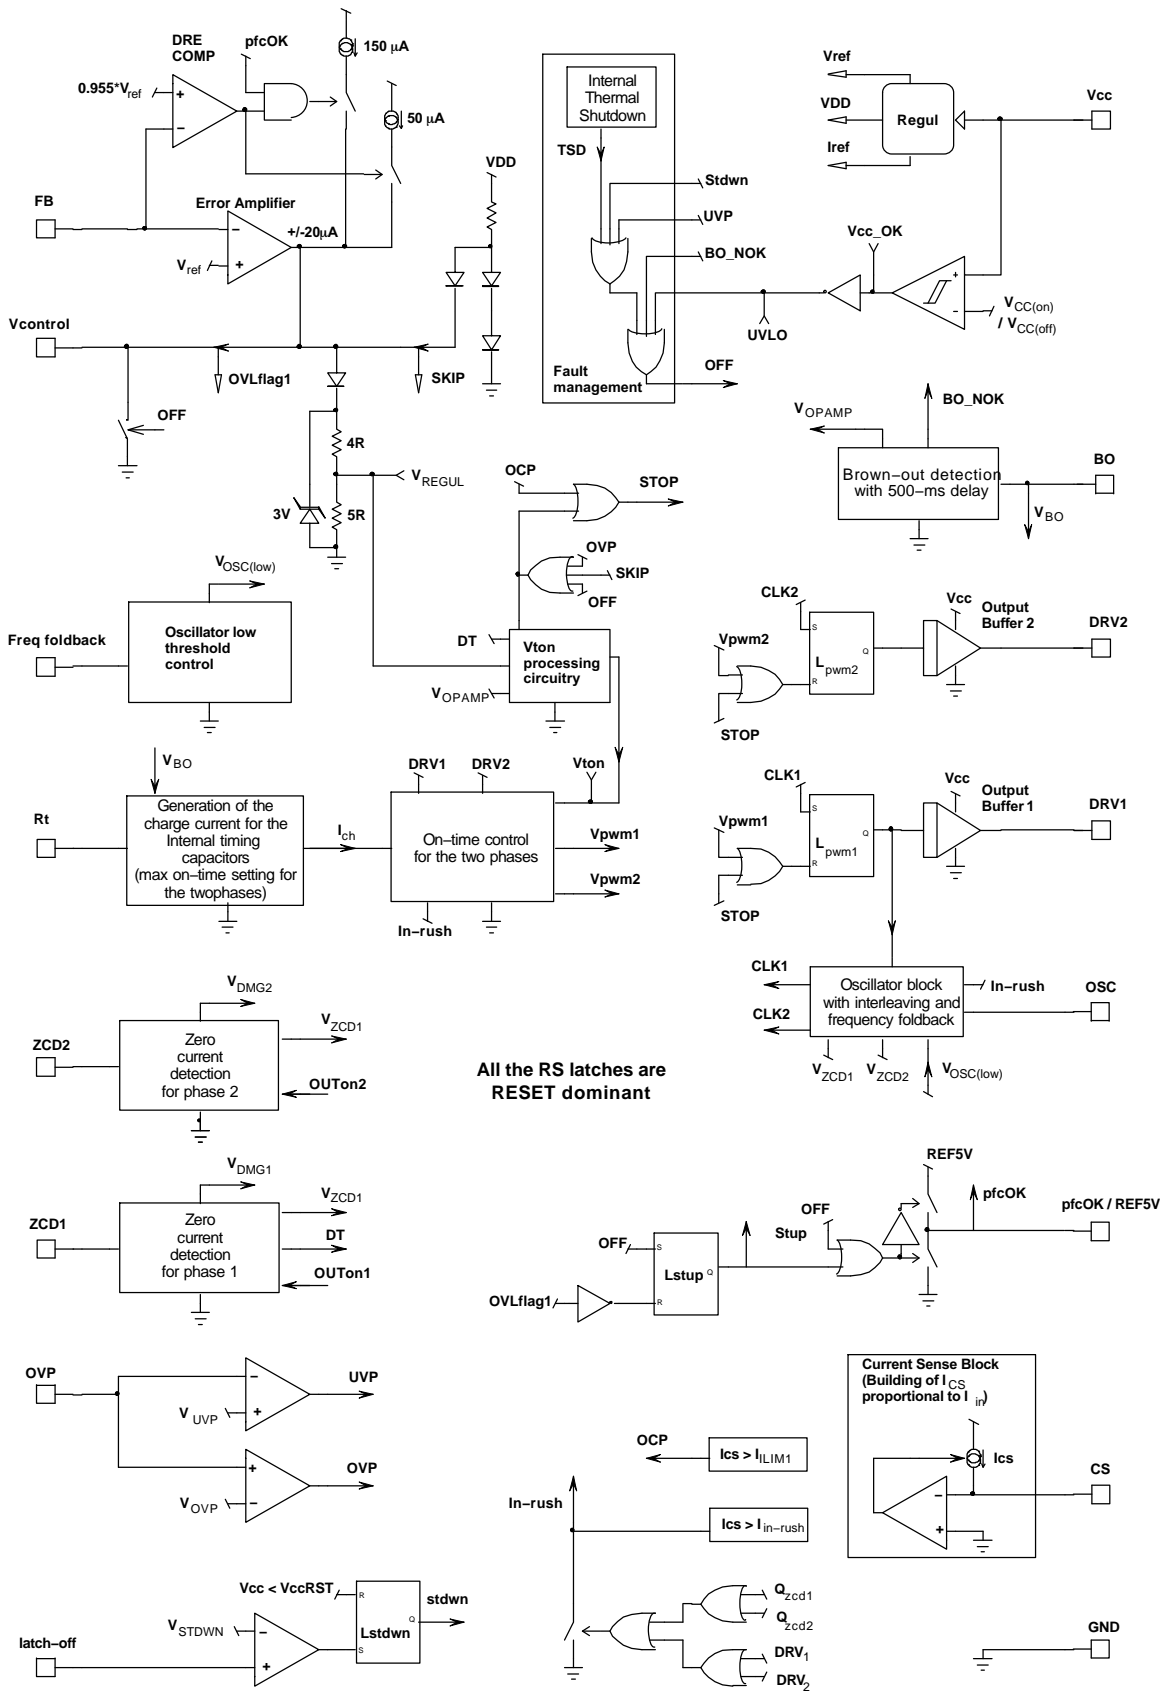 DRE
COMP
pfcOK
150 μA
0.955*Vref
+
−
50 μA
FB
Error Amplifier
+/-20μA
−
+
Vref
VDD
Vcontrol
OVLflag1
SKIP
OFF
4R
5R
3V
VREGUL
Internal
Thermal
Shutdown
TSD
Stdwn
UVP
BO_NOK
UVLO
OFF
Fault
management
Vref
VDD
Iref
Regul
Vcc
Vcc_OK
+
−
VCC(on)
/ VCC(off)
BO_NOK
VOPAMP
Brown−out detection
with 500−ms delay
BO
VBO
OCP
STOP
OVP
SKIP
OFF
DT
Vton
processing
circuitry
VOPAMP
VOSC(low)
Freq foldback
Oscillator low
threshold
control
CLK2
Vpwm2
S
R
Q
Lpwm2
STOP
Vcc
Output
Buffer 2
DRV2
VBO
Rt
Generation of the
charge current for the
Internal timing
capacitors
(max on−time setting for
the twophases)
Ich
DRV1
DRV2
Vton
On−time control
for the two phases
Vpwm1
Vpwm2
In−rush
CLK1
Vpwm1
S
R
Q
Lpwm1
STOP
Vcc
Output
Buffer 1
DRV1
CLK1
CLK2
Oscillator block
with interleaving and
frequency foldback
In−rush
OSC
VZCD1
VZCD2
VOSC(low)
VDMG2
ZCD2
Zero
current
detection
for phase 2
VZCD1
OUTon2
All the RS latches are
RESET dominant
VDMG1
ZCD1
Zero
current
detection
for phase 1
VZCD1
DT
OUTon1
REF5V
pfcOK
pfcOK / REF5V
OFF
Stup
OFF
S
Lstup
Q
R
OVLflag1
OVP
−
+
VUVP
UVP
+
−
VOVP
OVP
OCP
Ics > IILIM1
In−rush
Ics > Iin−rush
Current Sense Block
(Building of ICS
proportional to Iin)
Ics
−
+
CS
Vcc < VccRST
stdwn
R
Q
S
Lstdwn
VSTDWN
−
+
latch−off
Qzcd1
Qzcd2
DRV1
DRV2
GND